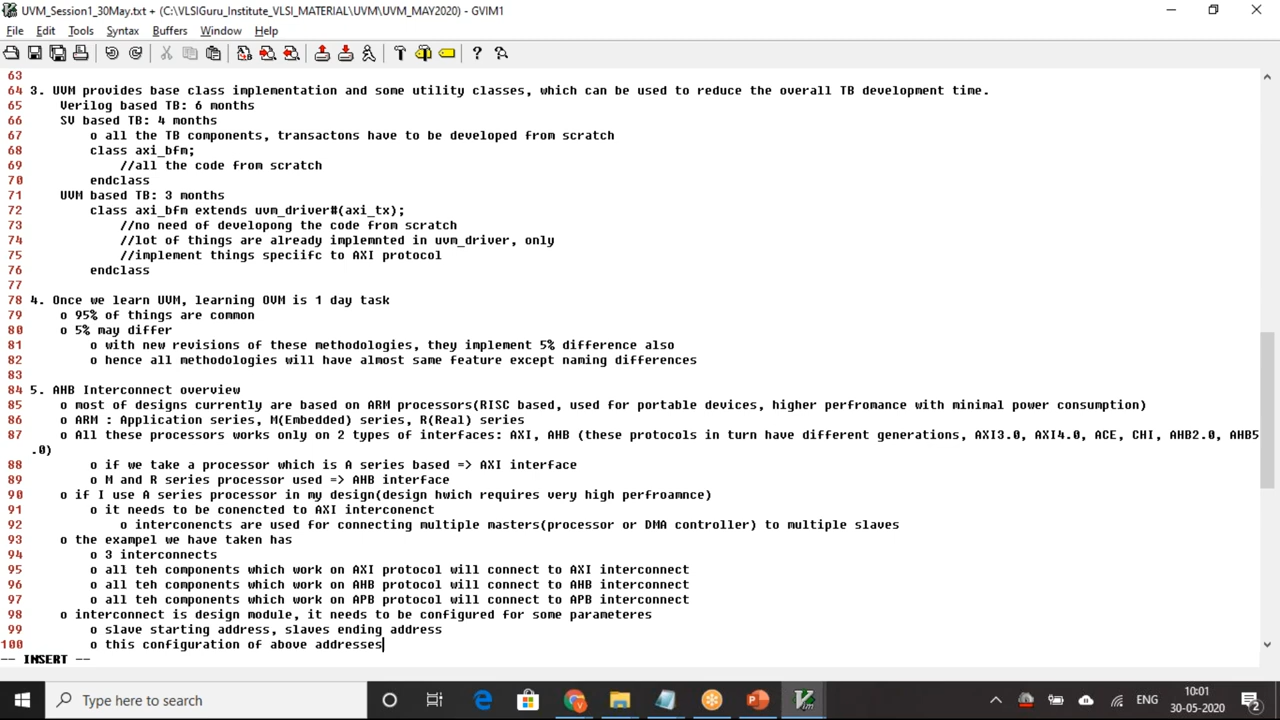 UVM_Session1_30May.txt + (C:\VLSIGuru_Institute_VLSI_MATERIAL\UVM\UVM_MAY2020) - GVIM1
File Edit Tools Syntax Buffers Window Help
63
64 3. UVM provides base class implementation and some utility classes, which can be used to reduce the overall TB development time.
65 Verilog based TB: 6 months
66 SV based TB: 4 months
67 o all the TB components, transactons have to be developed from scratch
68 class axi_bfm;
69 //all the code from scratch
70 endclass
71 UVM based TB: 3 months
72 class axi_bfm extends uvm_driver#(axi_tx);
73 //no need of developong the code from scratch
74 //lot of things are already implemnted in uvm_driver, only
75 //implement things speciifc to AXI protocol
76 endclass
77
78 4. Once we learn UVM, learning OVM is 1 day task
79 o 95% of things are common
80 o 5% may differ
81 o with new revisions of these methodologies, they implement 5% difference also
82 o hence all methodologies will have almost same feature except naming differences
83
84 5. AHB Interconnect overview
85 o most of designs currently are based on ARM processors(RISC based, used for portable devices, higher perfromance with minimal power consumption)
86 o ARM : Application series, M(Embedded) series, R(Real) series
87 o All these processors works only on 2 types of interfaces: AXI, AHB (these protocols in turn have different generations, AXI3.0, AXI4.0, ACE, CHI, AHB2.0, AHB5
.0)
88 o if we take a processor which is A series based => AXI interface
89 o M and R series processor used => AHB interface
90 o if I use A series processor in my design(design hwich requires very high perfroamnce)
91 o it needs to be conencted to AXI interconenct
92 o interconencts are used for connecting multiple masters(processor or DMA controller) to multiple slaves
93 o the exampel we have taken has
94 o 3 interconnects
95 o all teh components which work on AXI protocol will connect to AXI interconnect
96 o all teh components which work on AHB protocol will connect to AHB interconnect
97 o all teh components which work on APB protocol will connect to APB interconnect
98 o interconnect is design module, it needs to be configured for some parameteres
99 o slave starting address, slaves ending address
100 o this configuration of above addresses
-- INSERT --
Type here to search
ENG
10:01
30-05-2020
2